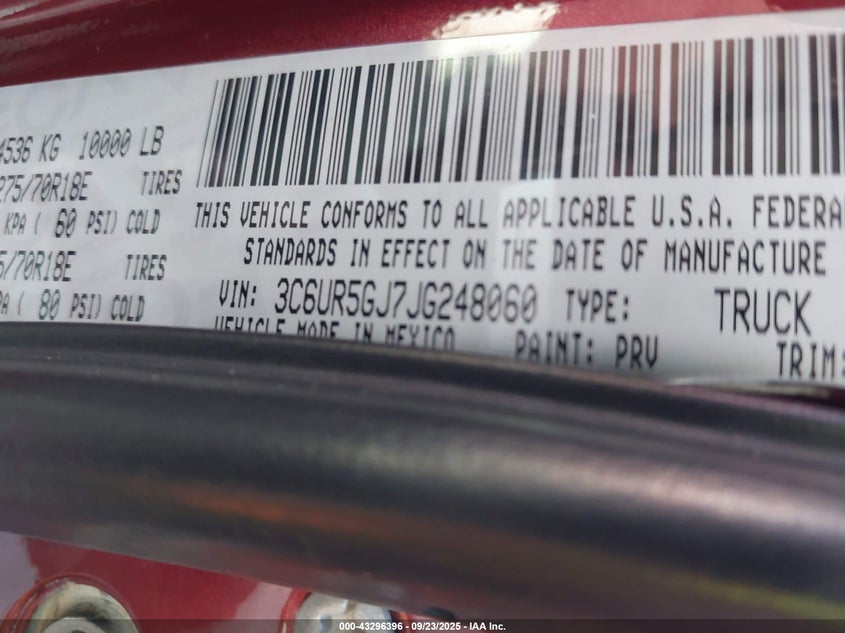 4536 KG 10000 LB
275/70R18E TIRES
KPA ( 60 PSI) COLD
5/70R18E TIRES
PA ( 80 PSI) COLD
THIS VEHICLE CONFORMS TO ALL APPLICABLE U.S.A. FEDERA
STANDARDS IN EFFECT ON THE DATE OF MANUFACTURE
VIN: 3C6UR5GJ7JG248060 TYPE: TRUCK
VEHICLE MADE IN MEXICO PAINT: PRV TRIM:
000-43296396 - 09/23/2025 - IAA Inc.